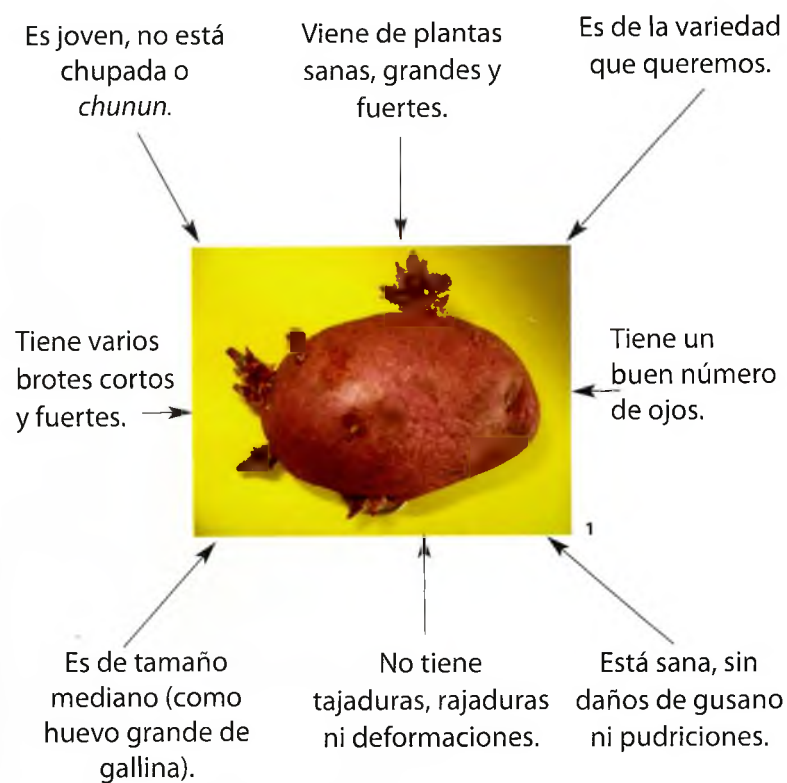 Es joven, no está
chupada o
chunun.
Viene de plantas
sanas, grandes y
fuertes.
Es de la variedad
que queremos.
Tiene varios
brotes cortos
y fuertes.
Tiene un
buen número
de ojos.
1
Es de tamaño
mediano (como
huevo grande de
gallina).
No tiene
tajaduras, rajaduras
ni deformaciones.
Está sana, sin
daños de gusano
ni pudriciones.